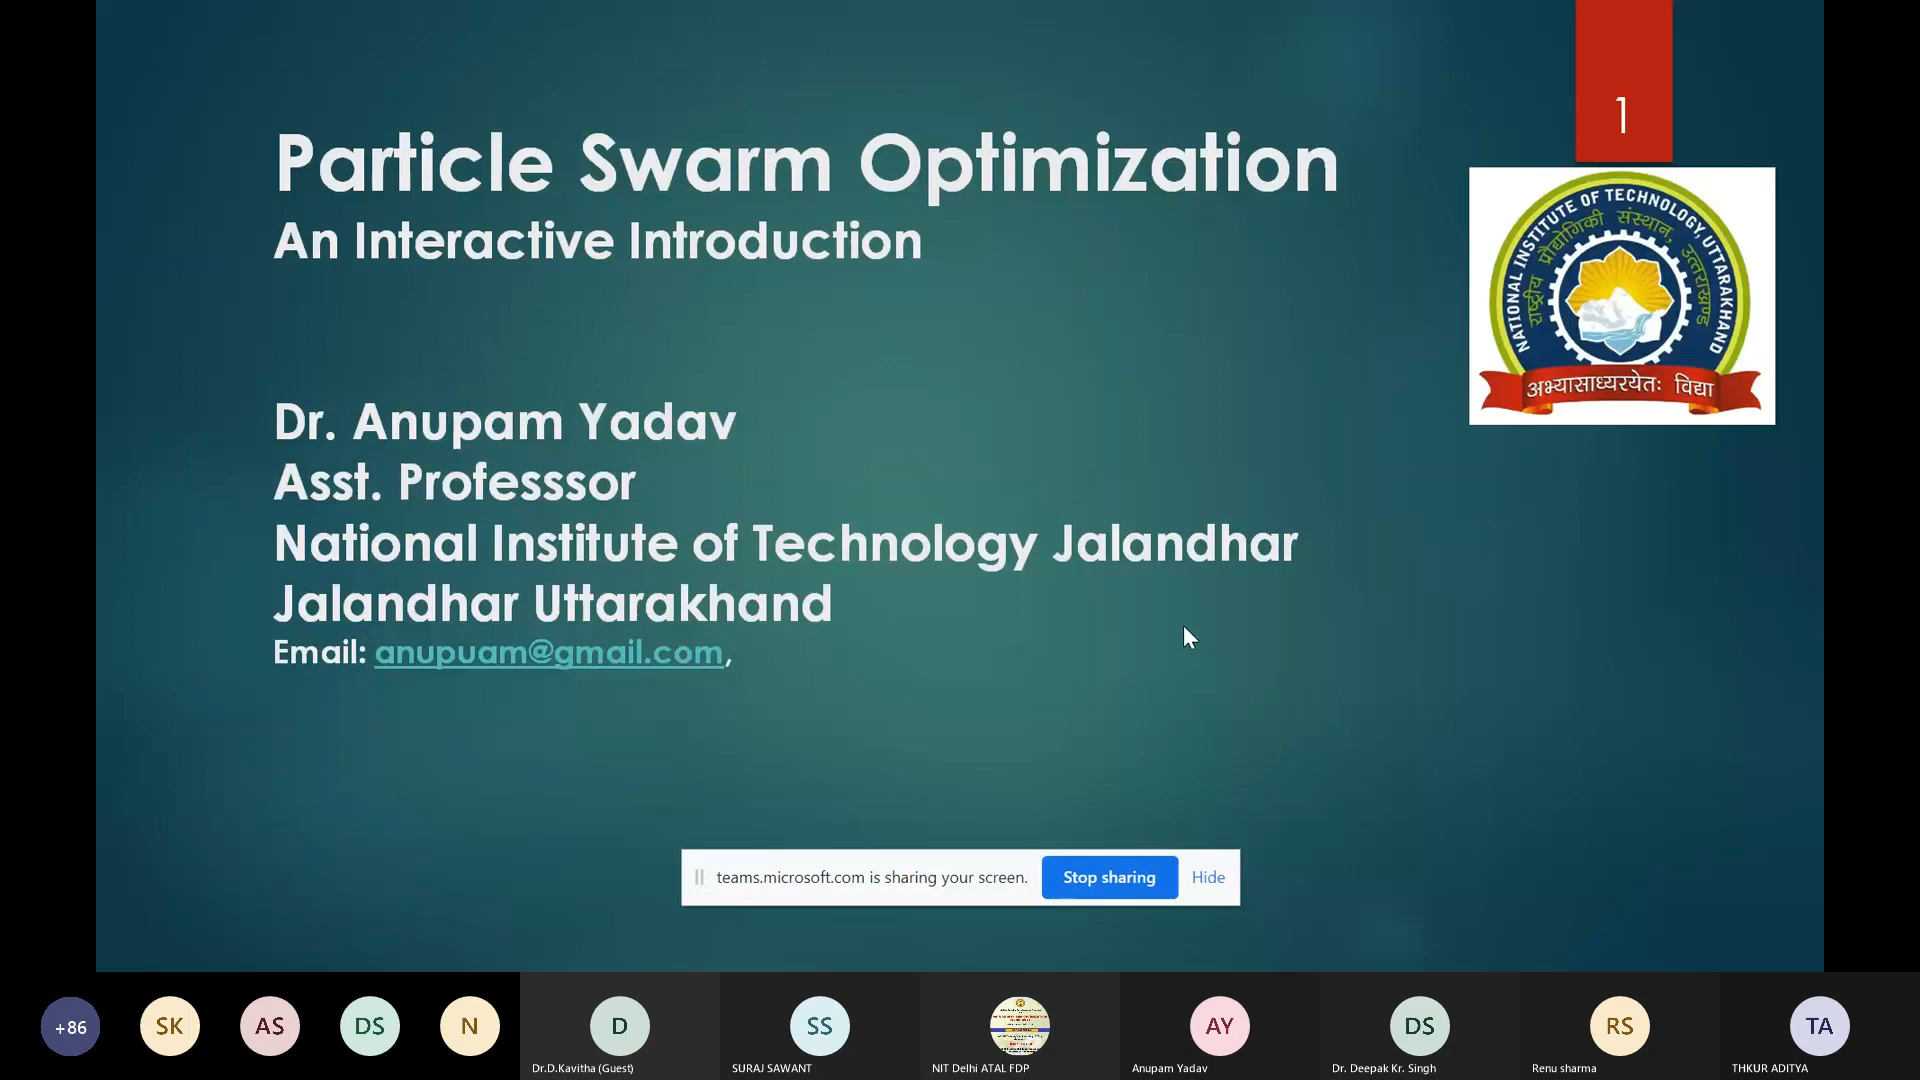 1
Particle Swarm Optimization
An Interactive Introduction
NATIONAL INSTITUTE OF TECHNOLOGY, UTTARAKHAND
राष्ट्रीय प्रौद्योगिकी संस्थान, उत्तराखण्ड
अभ्यासाध्यरयेतः विद्या
Dr. Anupam Yadav
Asst. Professsor
National Institute of Technology Jalandhar
Jalandhar Uttarakhand
Email: anupuam@gmail.com,
teams.microsoft.com is sharing your screen. Stop sharing Hide
+86 SK AS DS N D SS AY DS RS TA
Dr.D.Kavitha (Guest) SURAJ SAWANT NIT Delhi ATAL FDP Anupam Yadav Dr. Deepak Kr. Singh Renu sharma THKUR ADITYA